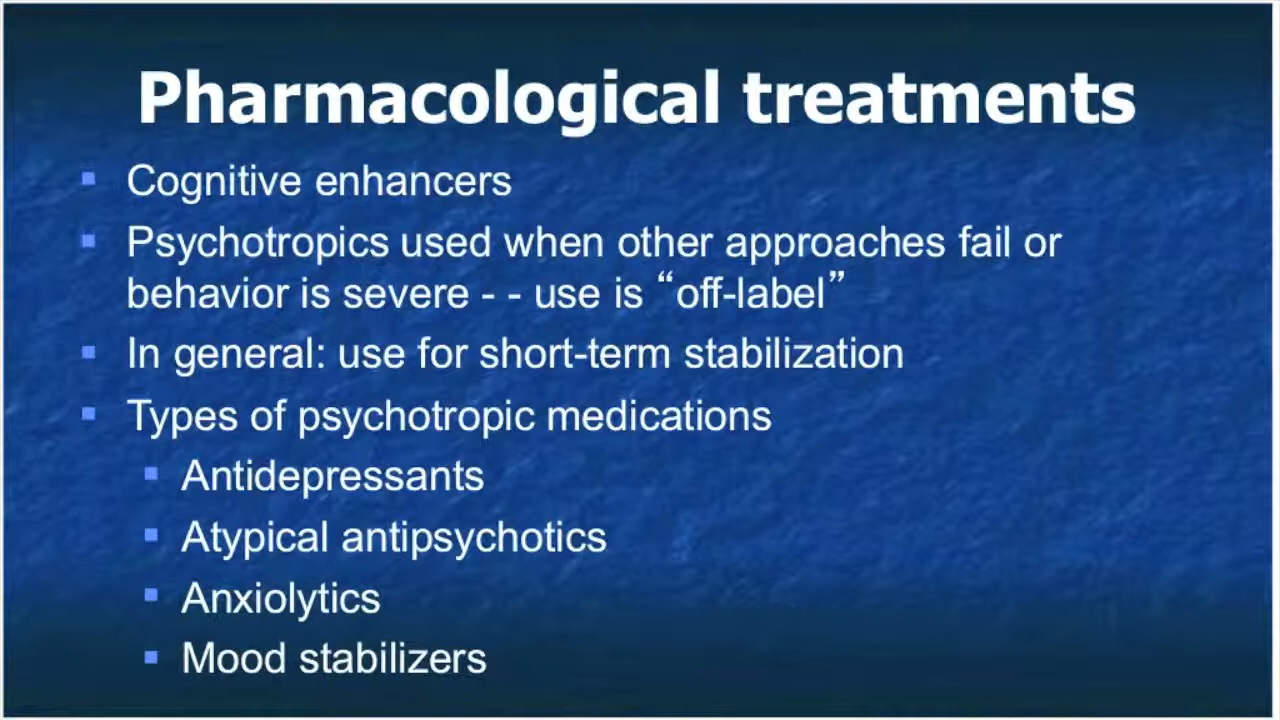 Pharmacological treatments
Cognitive enhancers
Psychotropics used when other approaches fail or
behavior is severe - - use is “off-label”
In general: use for short-term stabilization
Types of psychotropic medications
Antidepressants
Atypical antipsychotics
Anxiolytics
Mood stabilizers